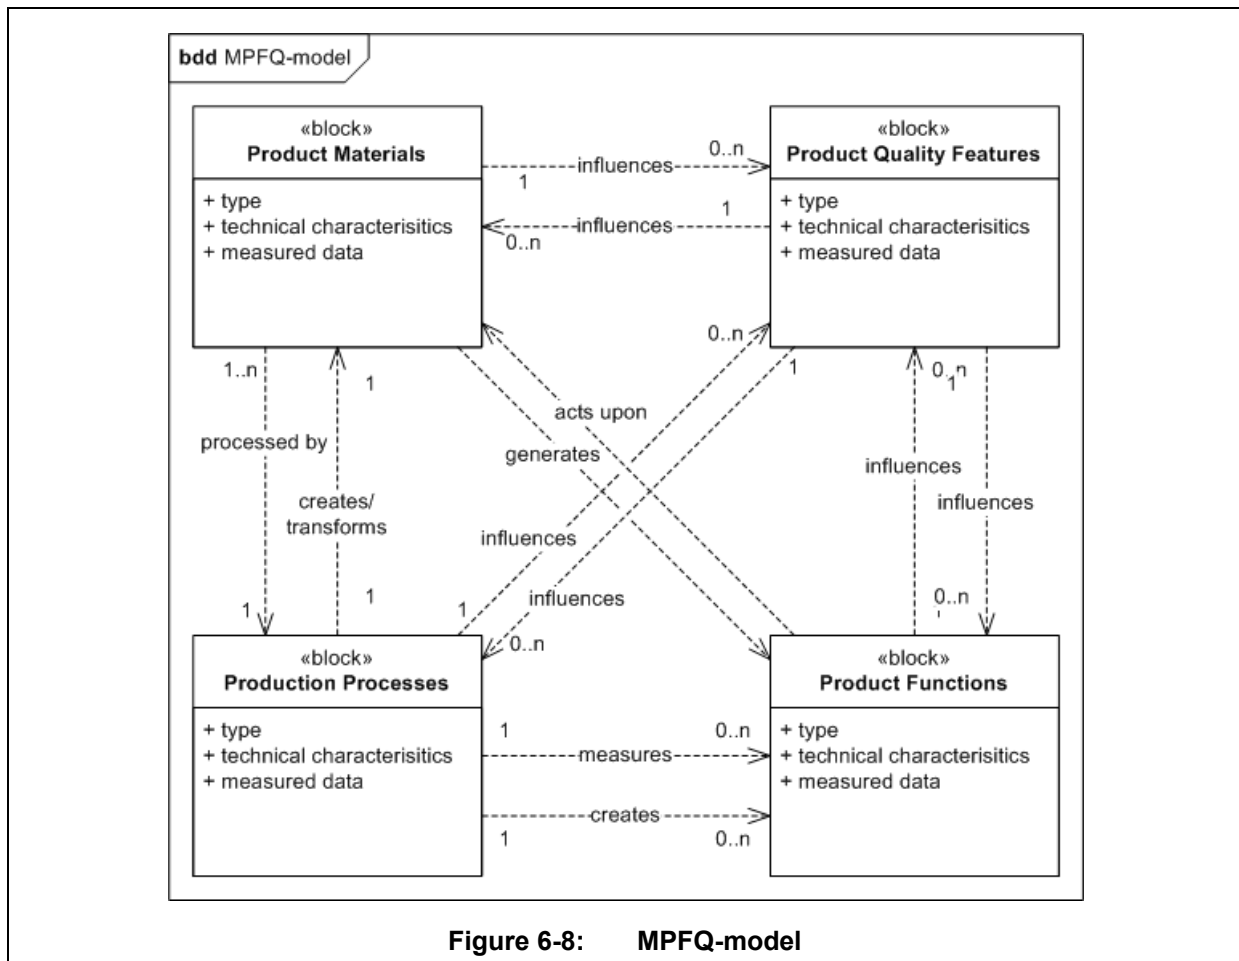 bdd MPFQ-model
«block»
Product Materials
+ type
+ technical characterisitics
+ measured data
«block»
Product Quality Features
+ type
+ technical characterisitics
+ measured data
0..n
influences
1
1
influences
0..n
1..n
1
0..n
1
0..n
1
acts upon
processed by
generates
influences
creates/
transforms
influences
influences
influences
1
1
1
0..n
0..n
«block»
Production Processes
+ type
+ technical characterisitics
+ measured data
«block»
Product Functions
+ type
+ technical characterisitics
+ measured data
1
0..n
measures
creates
1
0..n
Figure 6-8: MPFQ-model